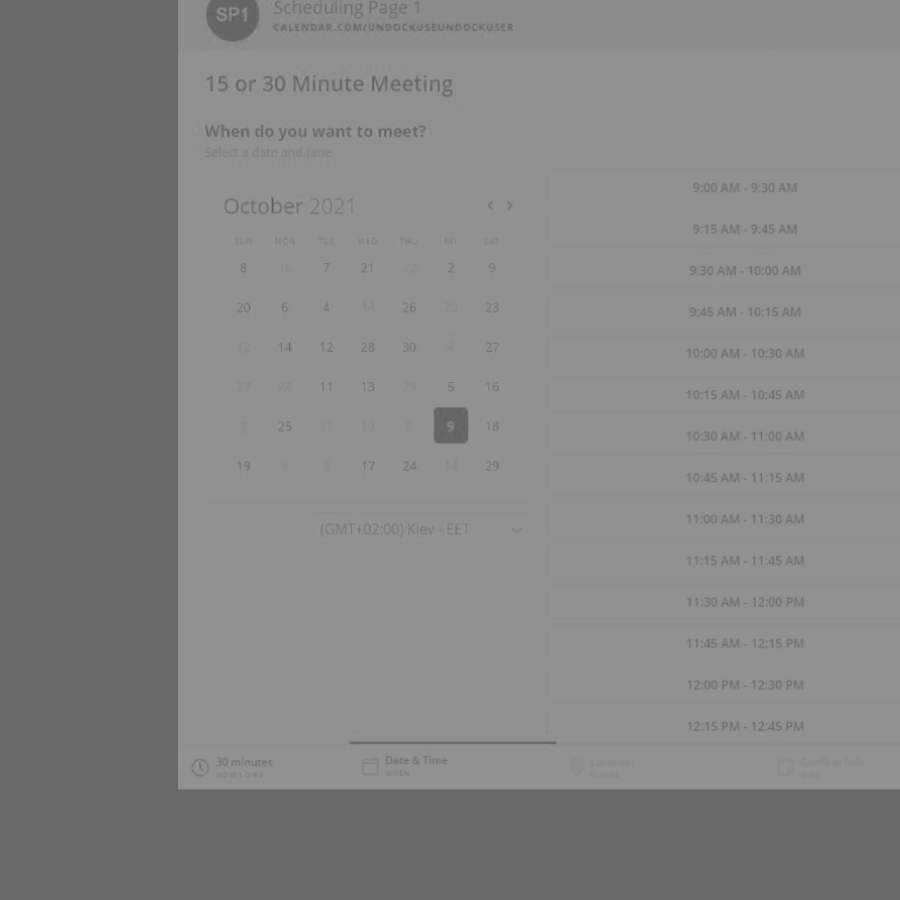 SP1
Scheduling Page 1
CALENDAR.COM/UNDOCKUSEUNDOCKUSER
15 or 30 Minute Meeting
When do you want to meet?
Select a date and time
October 2021
SUN MON TUE WED THU FRI SAT
8 16 7 21 22 2 9
20 6 4 14 26 20 23
12 14 12 28 30 4 27
27 24 11 13 29 5 16
8 25 21 10 6 9 18
19 9 17 24 14 29
(GMT+02:00) Kiev - EET
9:00 AM - 9:30 AM
9:15 AM - 9:45 AM
9:30 AM - 10:00 AM
9:45 AM - 10:15 AM
10:00 AM - 10:30 AM
10:15 AM - 10:45 AM
10:30 AM - 11:00 AM
10:45 AM - 11:15 AM
11:00 AM - 11:30 AM
11:15 AM - 11:45 AM
11:30 AM - 12:00 PM
11:45 AM - 12:15 PM
12:00 PM - 12:30 PM
12:15 PM - 12:45 PM
30 minutes
HOW LONG
Date & Time
WHEN
Location
WHERE
Confirm Info